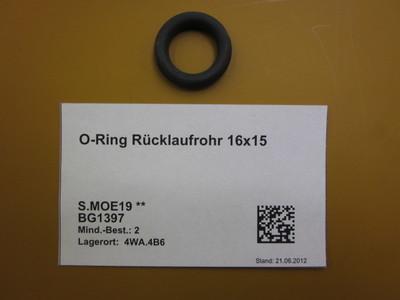 O-Ring Rücklaufrohr 16x15
S.MOE19 **
BG1397
Mind.-Best.: 2
Lagerort: 4WA.4B6
Stand: 21.06.2012